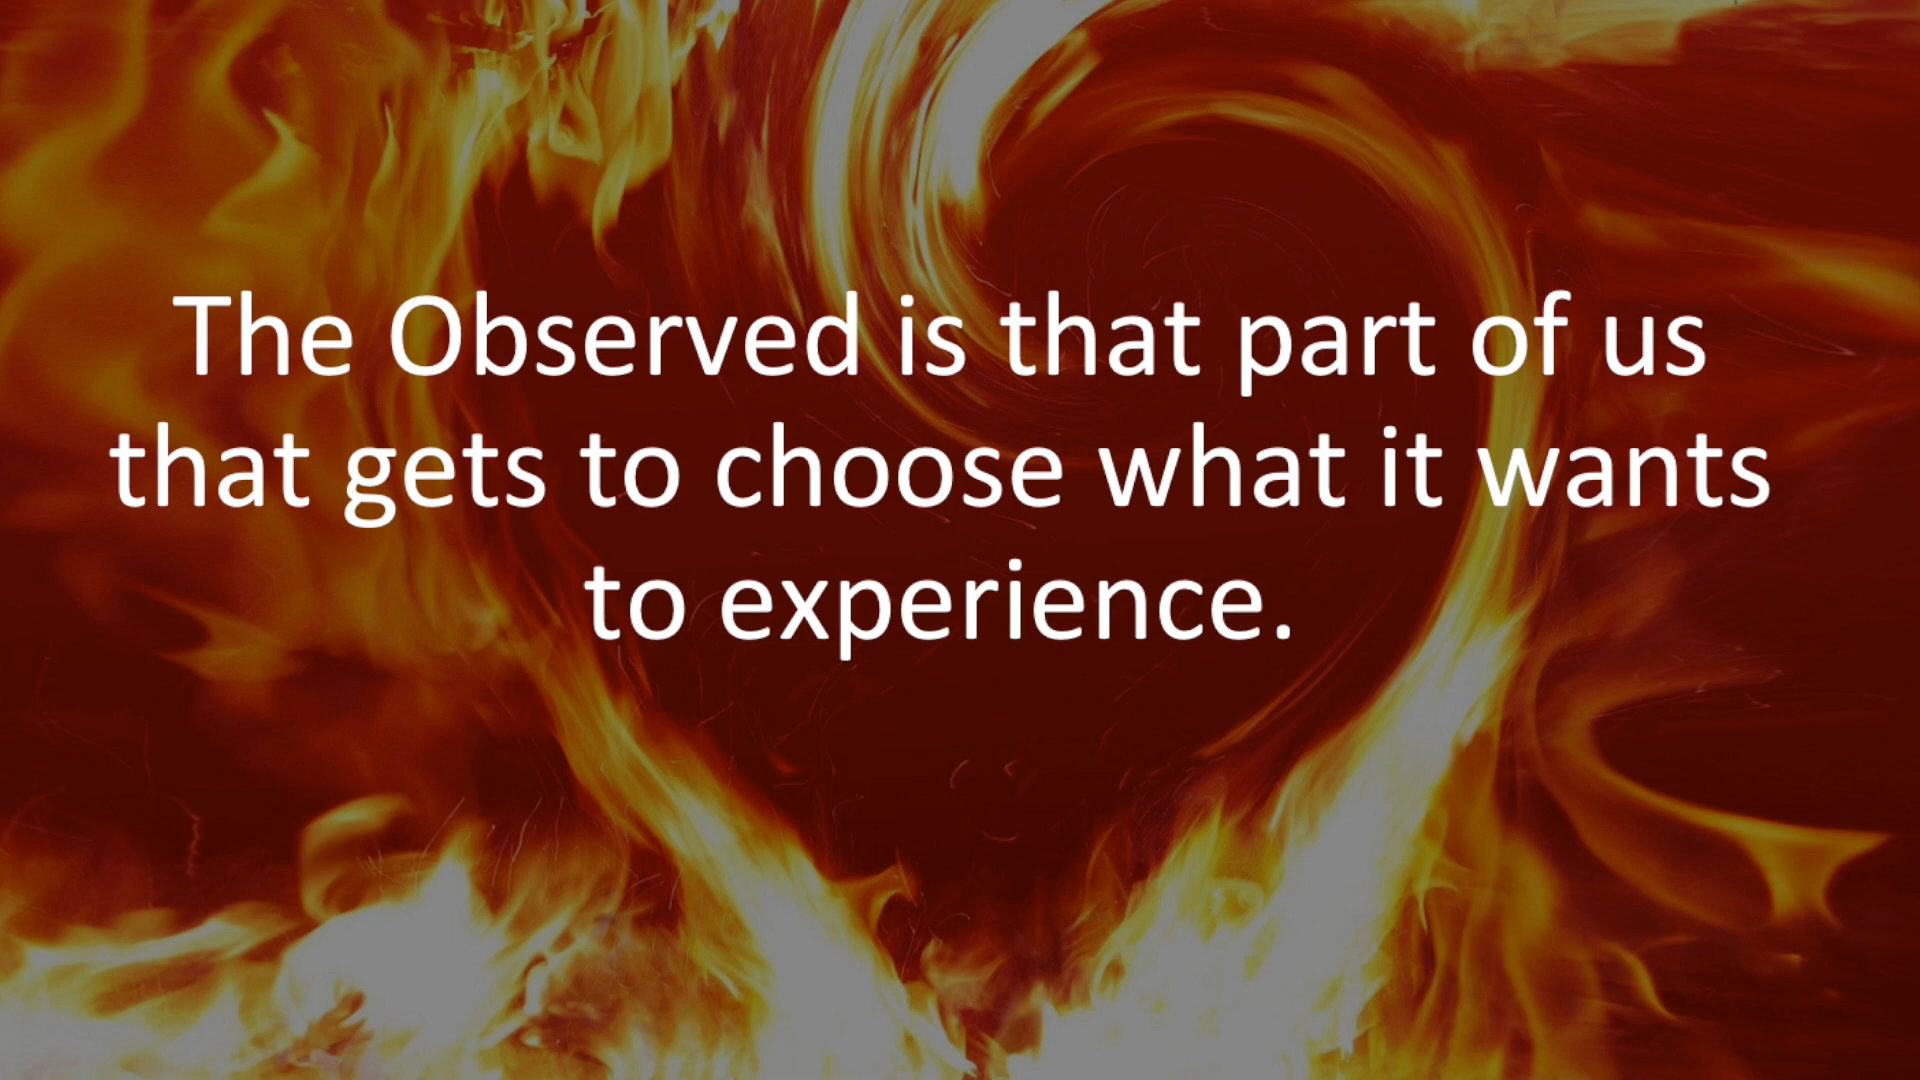 The Observed is that part of us
that gets to choose what it wants
to experience.